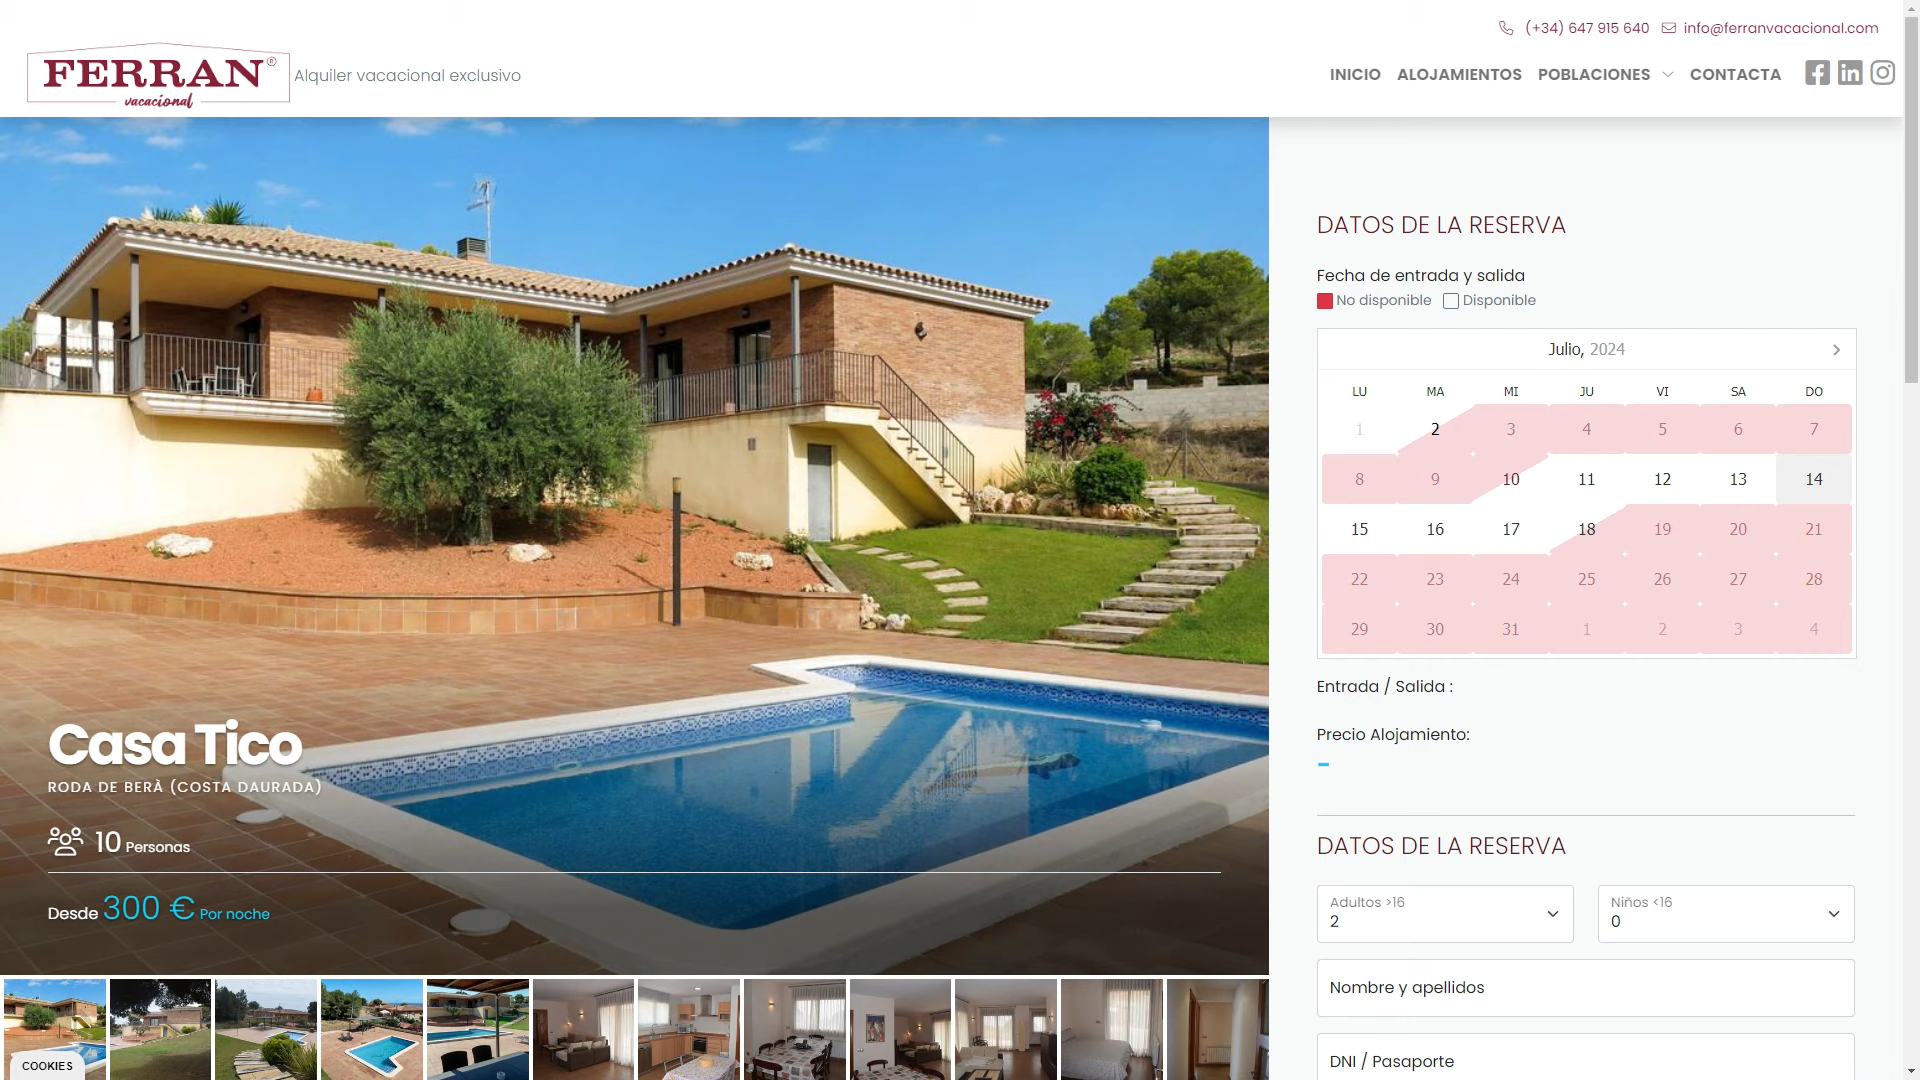 (+34) 647 915 640 info@ferranvacacional.com
FERRAN®
vacacional
Alquiler vacacional exclusivo
INICIO ALOJAMIENTOS POBLACIONES CONTACTA
DATOS DE LA RESERVA
Fecha de entrada y salida
No disponible Disponible
Julio, 2024
LU MA MI JU VI SA DO
1 2 3 4 5 6 7
8 9 10 11 12 13 14
15 16 17 18 19 20 21
22 23 24 25 26 27 28
29 30 31 1 2 3 4
Entrada / Salida :
Precio Alojamiento:
-
Casa Tico
RODA DE BERÀ (COSTA DAURADA)
10 Personas
Desde 300 € Por noche
DATOS DE LA RESERVA
Adultos >16
2
Niños <16
0
Nombre y apellidos
DNI / Pasaporte
COOKIES